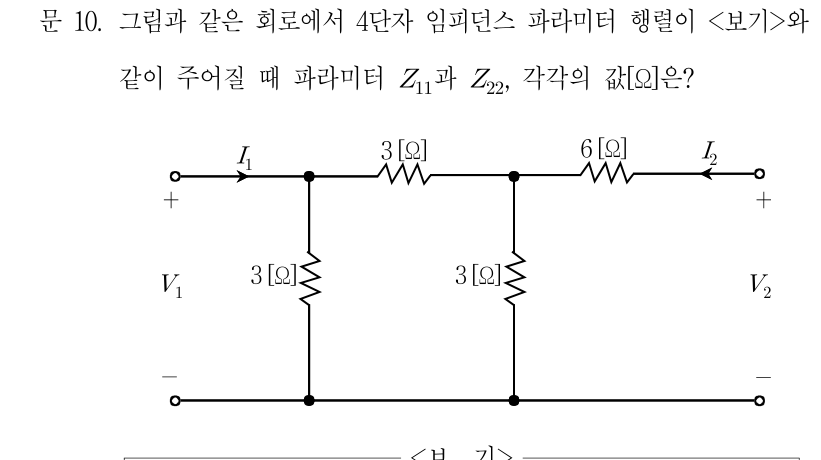 문 10. 그림과 같은 회로에서 4단자 임피던스 파라미터 행렬이 <보기>와
같이 주어질 때 파라미터 Z₁₁과 Z₂₂, 각각의 값[Ω]은?
I₁ 3[Ω] 6[Ω] I₂
+ +
V₁ 3[Ω] 3[Ω] V₂
− −
<보 기>